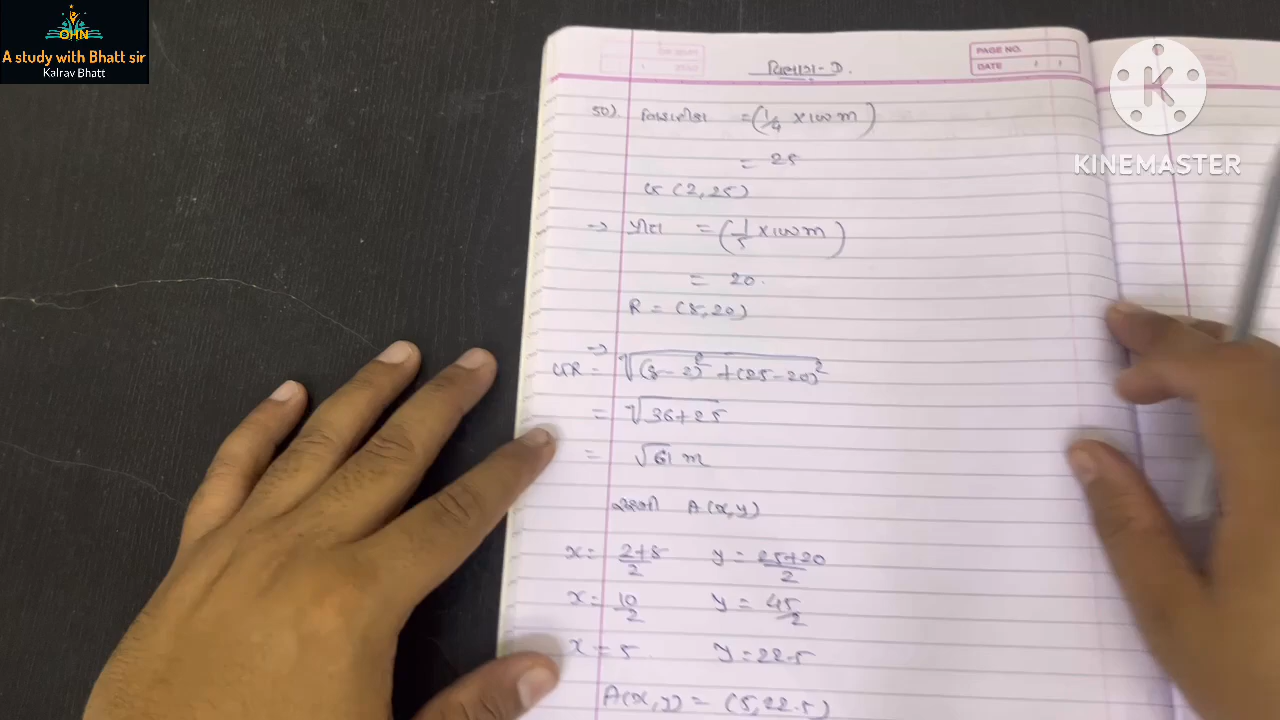 OHN
A study with Bhatt sir
Kalrav Bhatt
PAGE NO.
DATE
KINEMASTER
વિભાગ-D.
50). = (1/4 × 100 m)
= 25
G (2, 25)
→ પીળા = (1/5 × 100 m)
= 20.
R = (8, 20)
→
GR = √(8-2)² + (25-20)²
= √36+25
= √61 m
A(x, y)
x = 2+8/2 y = 25+20/2
x = 10/2 y = 45/2
x = 5 y = 22.5
A(x, y) = (5, 22.5)